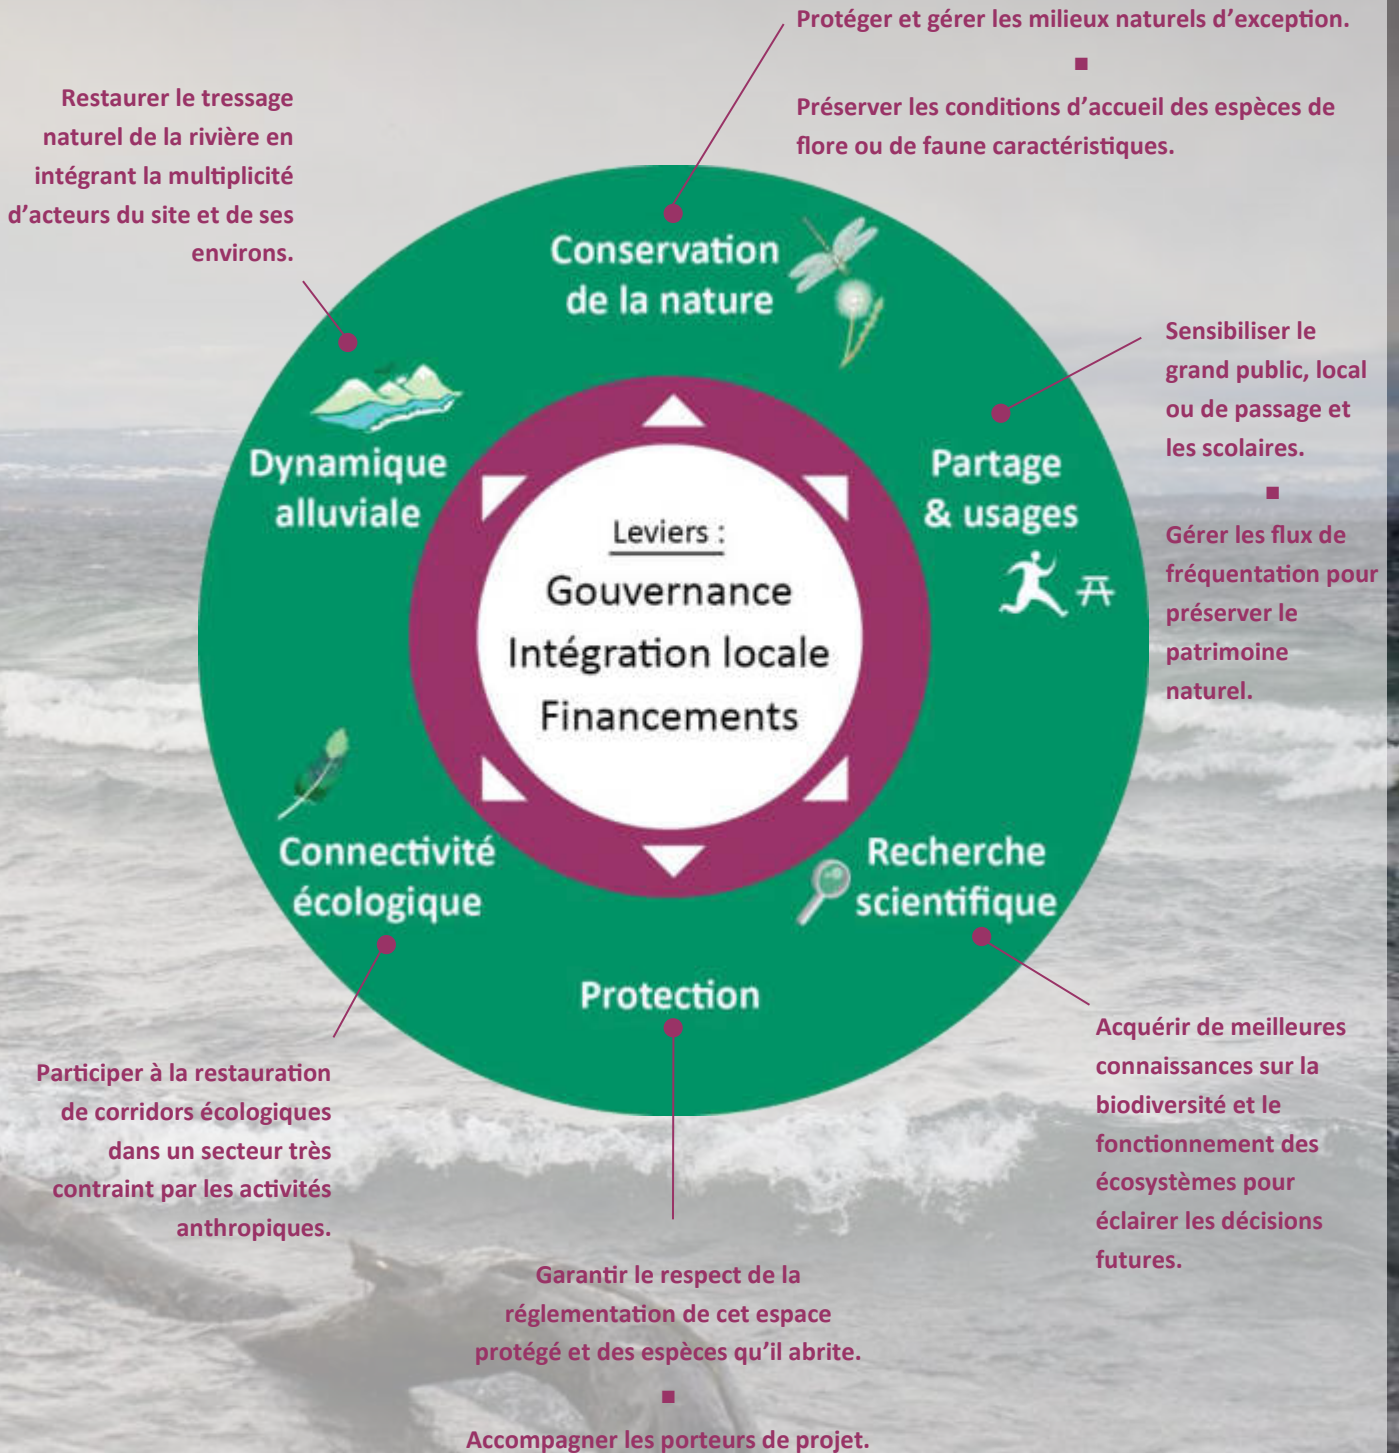 Protéger et gérer les milieux naturels d’exception.
Préserver les conditions d’accueil des espèces de
flore ou de faune caractéristiques.
Restaurer le tressage
naturel de la rivière en
intégrant la multiplicité
d’acteurs du site et de ses
environs.
Conservation
de la nature
Sensibiliser le
grand public, local
ou de passage et
les scolaires.
Gérer les flux de
fréquentation pour
préserver le
patrimoine
naturel.
Dynamique
alluviale
Partage
& usages
Leviers :
Gouvernance
Intégration locale
Financements
Connectivité
écologique
Recherche
scientifique
Protection
Participer à la restauration
de corridors écologiques
dans un secteur très
contraint par les activités
anthropiques.
Acquérir de meilleures
connaissances sur la
biodiversité et le
fonctionnement des
écosystèmes pour
éclairer les décisions
futures.
Garantir le respect de la
réglementation de cet espace
protégé et des espèces qu’il abrite.
Accompagner les porteurs de projet.